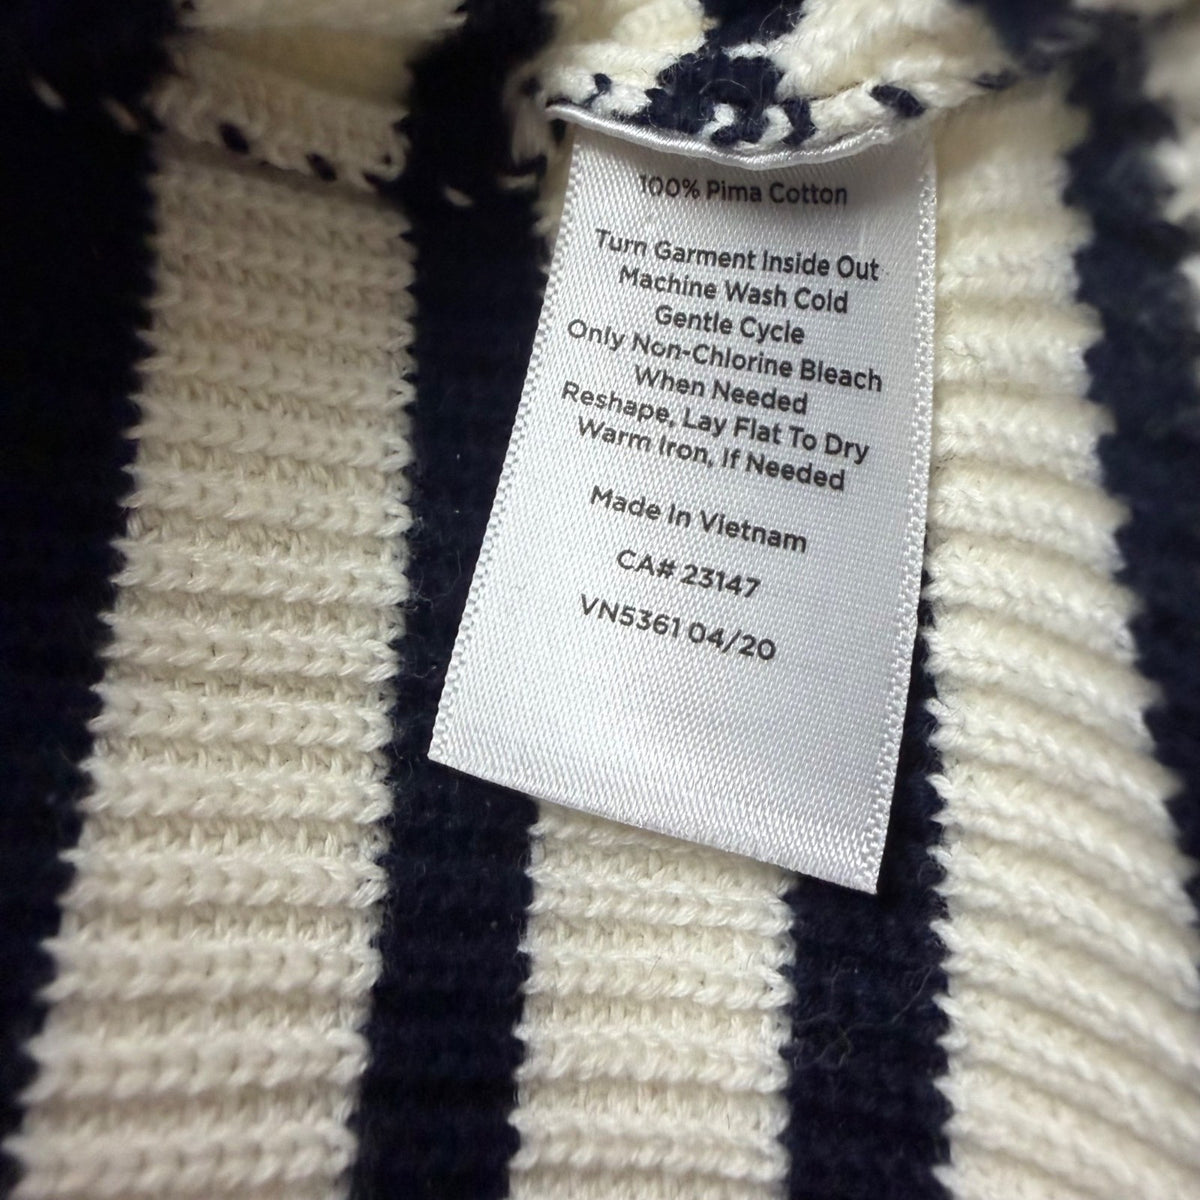 100% Pima Cotton
Turn Garment Inside Out
Machine Wash Cold
Gentle Cycle
Only Non-Chlorine Bleach
When Needed
Reshape, Lay Flat To Dry
Warm Iron, If Needed
Made In Vietnam
CA# 23147
VN5361 04/20